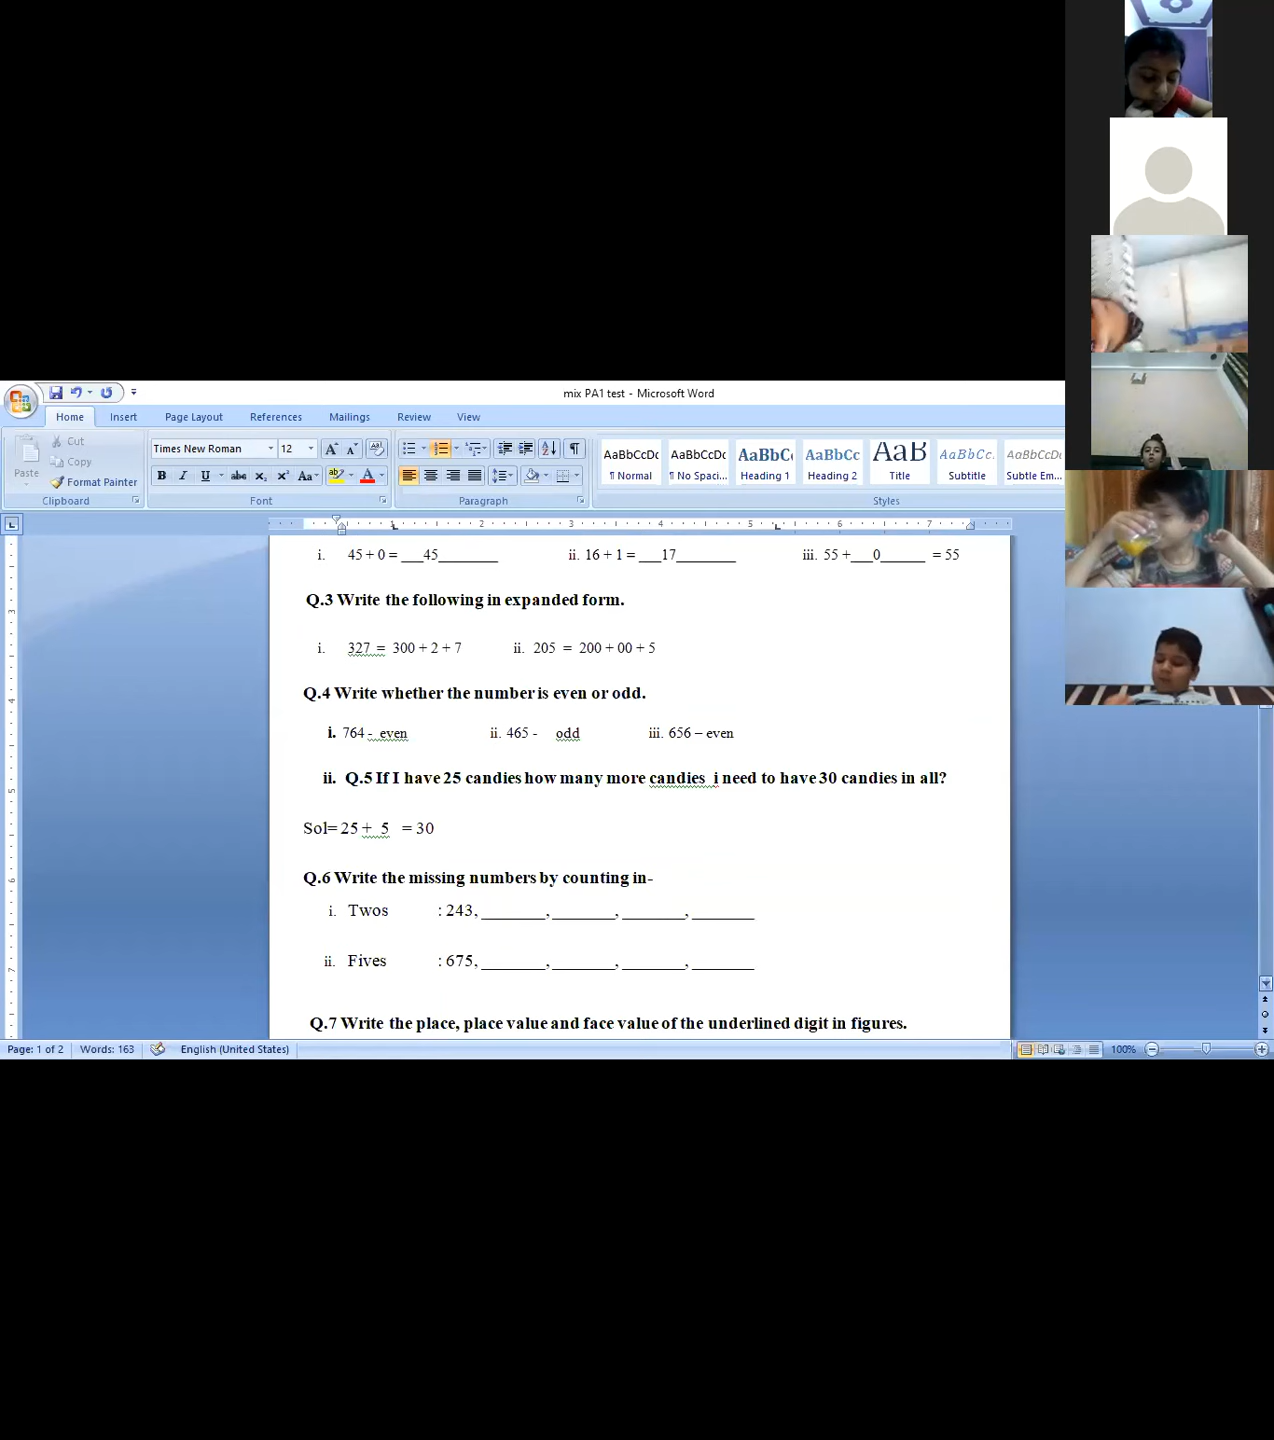 mix PA1 test - Microsoft Word
Home Insert Page Layout References Mailings Review View
Paste
Cut
Copy
Format Painter
Clipboard
Times New Roman 12
Font
Paragraph
AaBbCcDc AaBbCcDc AaBbCc AaBbCc AaB AaBbCc. AaBbCcDc
¶ Normal ¶ No Spaci... Heading 1 Heading 2 Title Subtitle Subtle Em...
Styles
1 2 3 4 5 6 7
i. 45 + 0 = ___45________ ii. 16 + 1 = ___17________ iii. 55 +___0______ = 55
Q.3 Write the following in expanded form.
i. 327 = 300 + 2 + 7 ii. 205 = 200 + 00 + 5
Q.4 Write whether the number is even or odd.
i. 764 - even ii. 465 - odd iii. 656 – even
ii. Q.5 If I have 25 candies how many more candies i need to have 30 candies in all?
Sol= 25 + 5 = 30
Q.6 Write the missing numbers by counting in-
i. Twos : 243, ________, ________, ________, ________
ii. Fives : 675, ________, ________, ________, ________
Q.7 Write the place, place value and face value of the underlined digit in figures.
Page: 1 of 2 Words: 163 English (United States) 100%